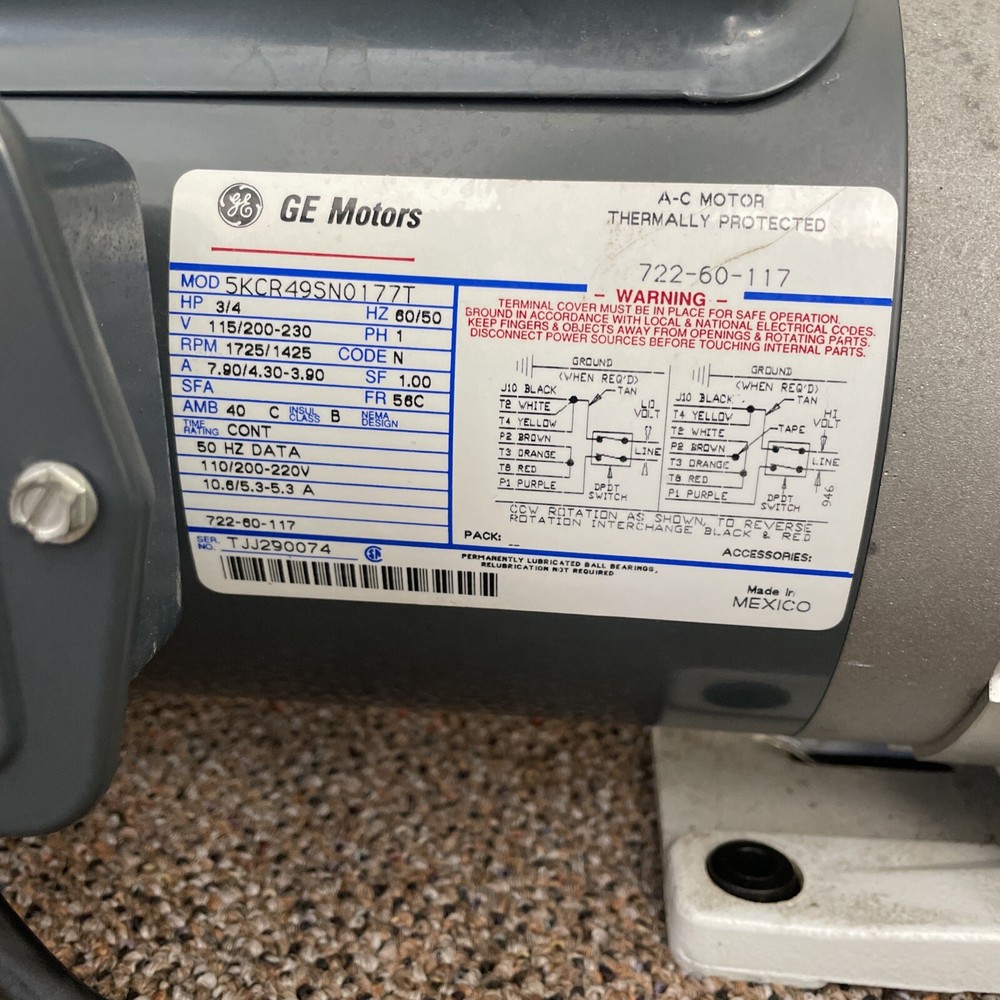 GE GE Motors
A-C MOTOR
THERMALLY PROTECTED
722-60-117
MOD 5KCR49SN0177T
HP 3/4 HZ 60/50
V 115/200-230 PH 1
RPM 1725/1425 CODE N
A 7.90/4.30-3.90 SF 1.00
SFA FR 56C
AMB 40 C INSUL CLASS B NEMA DESIGN
TIME RATING CONT
50 HZ DATA
110/200-220V
10.6/5.3-5.3 A
722-60-117
SER. NO. TJJ290074
- WARNING -
TERMINAL COVER MUST BE IN PLACE FOR SAFE OPERATION.
GROUND IN ACCORDANCE WITH LOCAL & NATIONAL ELECTRICAL CODES.
KEEP FINGERS & OBJECTS AWAY FROM OPENINGS & ROTATING PARTS.
DISCONNECT POWER SOURCES BEFORE TOUCHING INTERNAL PARTS.
GROUND
(WHEN REQ'D)
J10 BLACK TAN
T2 WHITE LO
T4 YELLOW VOLT
P2 BROWN
T3 ORANGE LINE
T8 RED
P1 PURPLE DPDT
SWITCH
GROUND
(WHEN REQ'D)
J10 BLACK TAN
T4 YELLOW HI
T2 WHITE TAPE VOLT
P2 BROWN
T3 ORANGE LINE
T8 RED
P1 PURPLE DPDT
SWITCH
946
CCW ROTATION AS SHOWN, TO REVERSE
ROTATION INTERCHANGE BLACK & RED
PACK: --
ACCESSORIES:
PERMANENTLY LUBRICATED BALL BEARINGS,
RELUBRICATION NOT REQUIRED
Made in
MEXICO